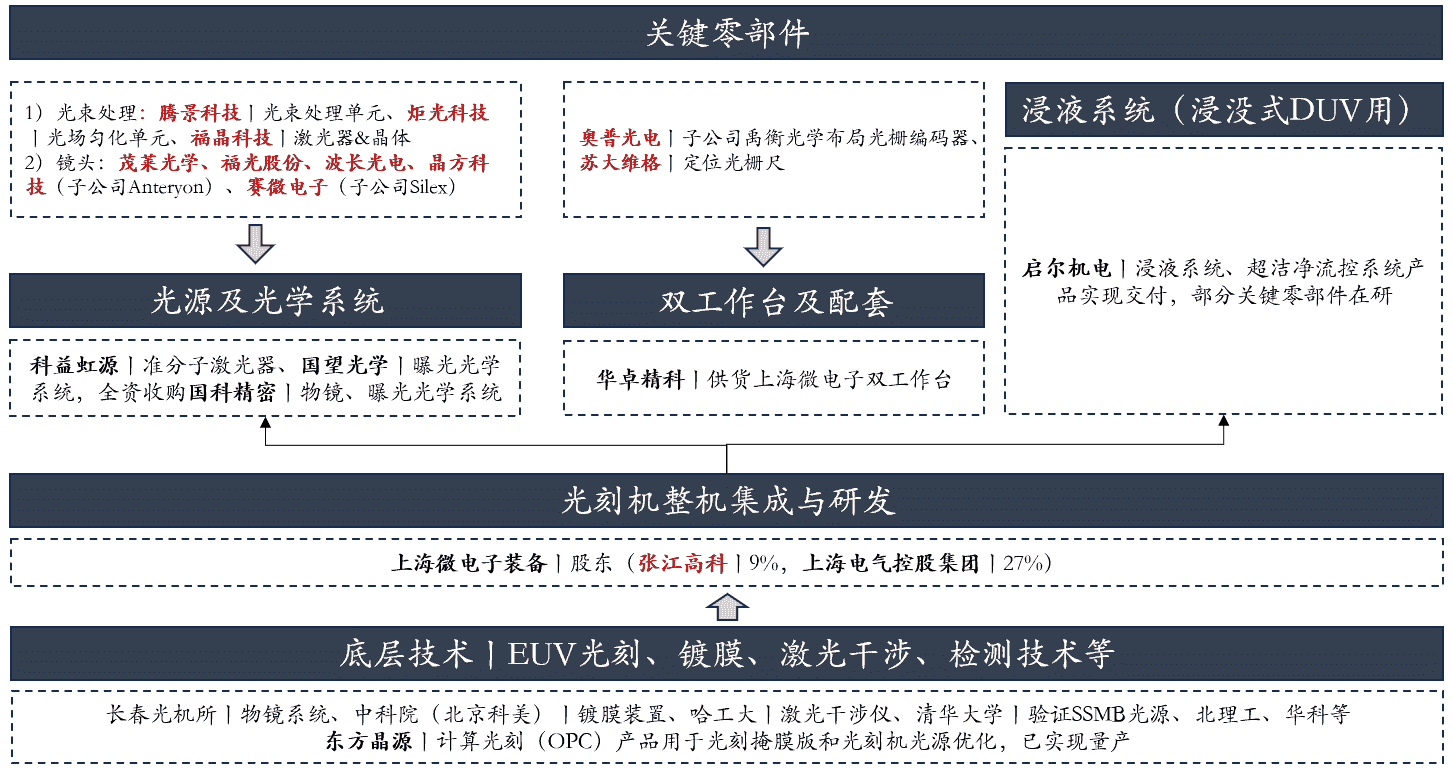 关键零部件
1）光束处理：腾景科技丨光束处理单元、炬光科技
丨光场匀化单元、福晶科技丨激光器&晶体
2）镜头：茂莱光学、福光股份、波长光电、晶方科
技（子公司Anteryon）、赛微电子（子公司Silex）
奥普光电丨子公司禹衡光学布局光栅编码器、
苏大维格丨定位光栅尺
浸液系统（浸没式DUV用）
启尔机电丨浸液系统、超洁净流控系统产
品实现交付，部分关键零部件在研
光源及光学系统
科益虹源丨准分子激光器、国望光学丨曝光光学
系统，全资收购国科精密丨物镜、曝光光学系统
双工作台及配套
华卓精科丨供货上海微电子双工作台
光刻机整机集成与研发
上海微电子装备丨股东（张江高科丨9%，上海电气控股集团丨27%）
底层技术丨EUV光刻、镀膜、激光干涉、检测技术等
长春光机所丨物镜系统、中科院（北京科美）丨镀膜装置、哈工大丨激光干涉仪、清华大学丨验证SSMB光源、北理工、华科等
东方晶源丨计算光刻（OPC）产品用于光刻掩膜版和光刻机光源优化，已实现量产